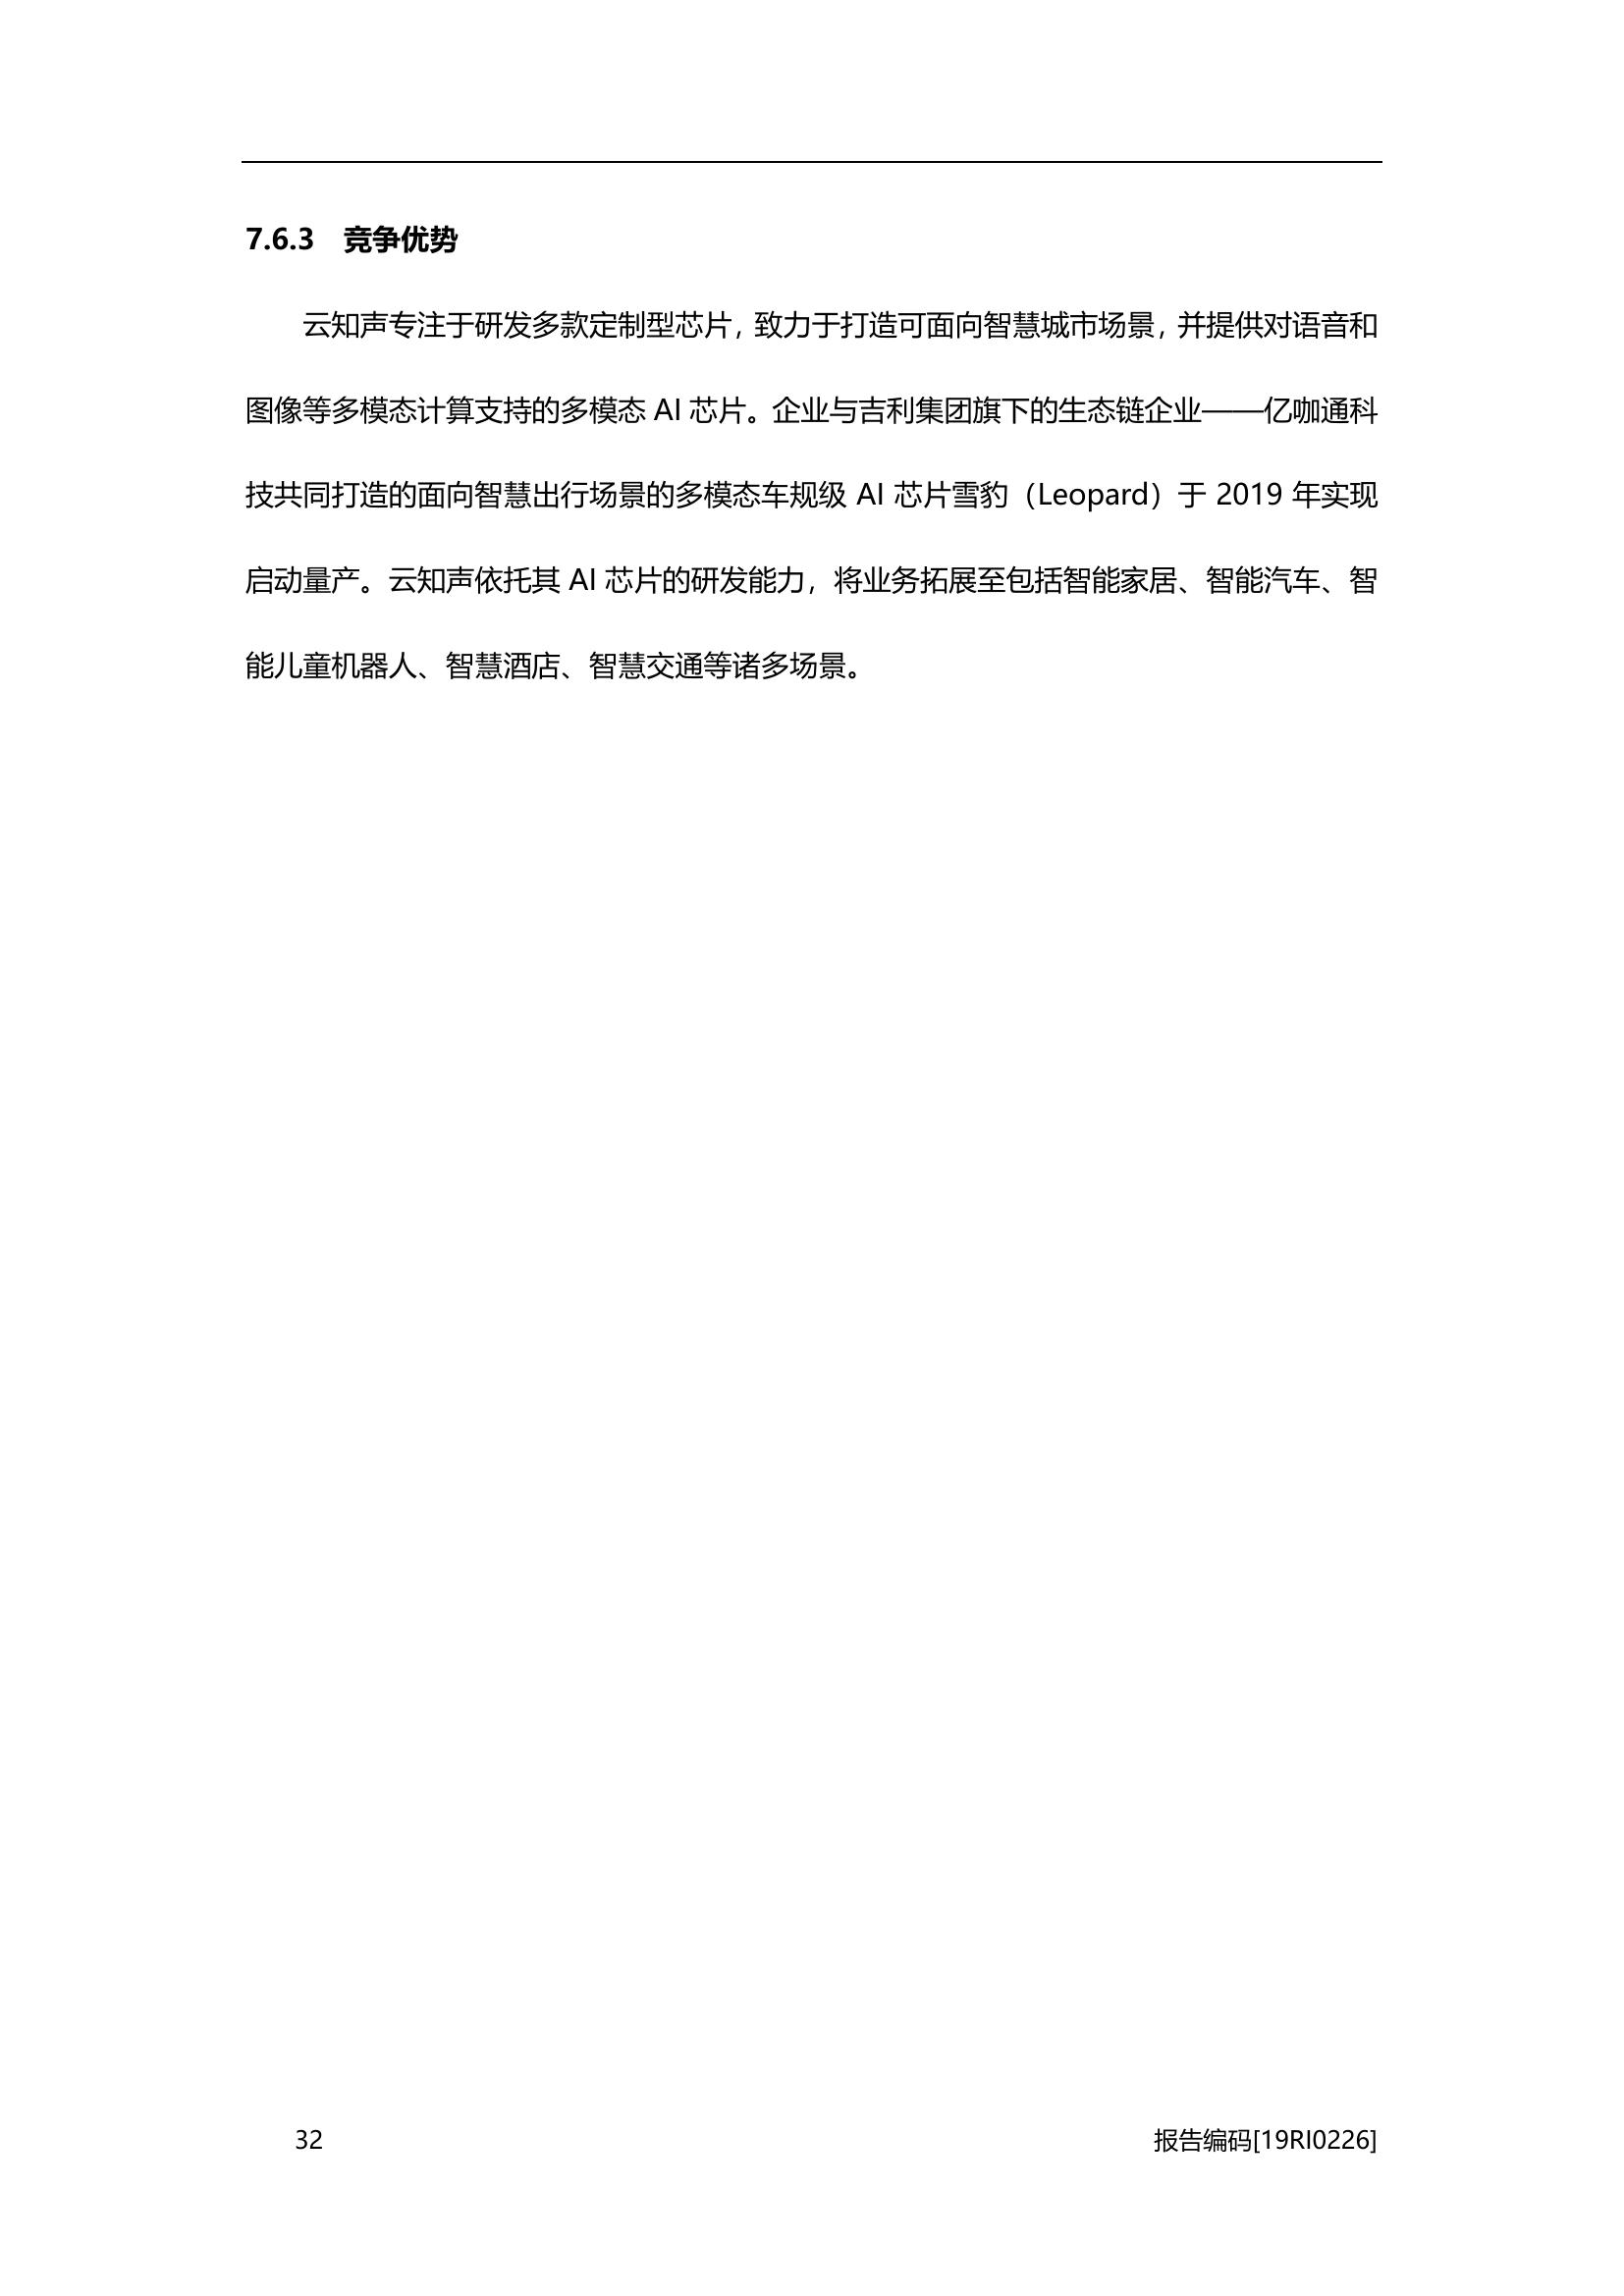 7.6.3 竞争优势
云知声专注于研发多款定制型芯片，致力于打造可面向智慧城市场景，并提供对语音和
图像等多模态计算支持的多模态 AI 芯片。企业与吉利集团旗下的生态链企业——亿咖通科
技共同打造的面向智慧出行场景的多模态车规级 AI 芯片雪豹（Leopard）于 2019 年实现
启动量产。云知声依托其 AI 芯片的研发能力，将业务拓展至包括智能家居、智能汽车、智
能儿童机器人、智慧酒店、智慧交通等诸多场景。
32 报告编码[19RI0226]